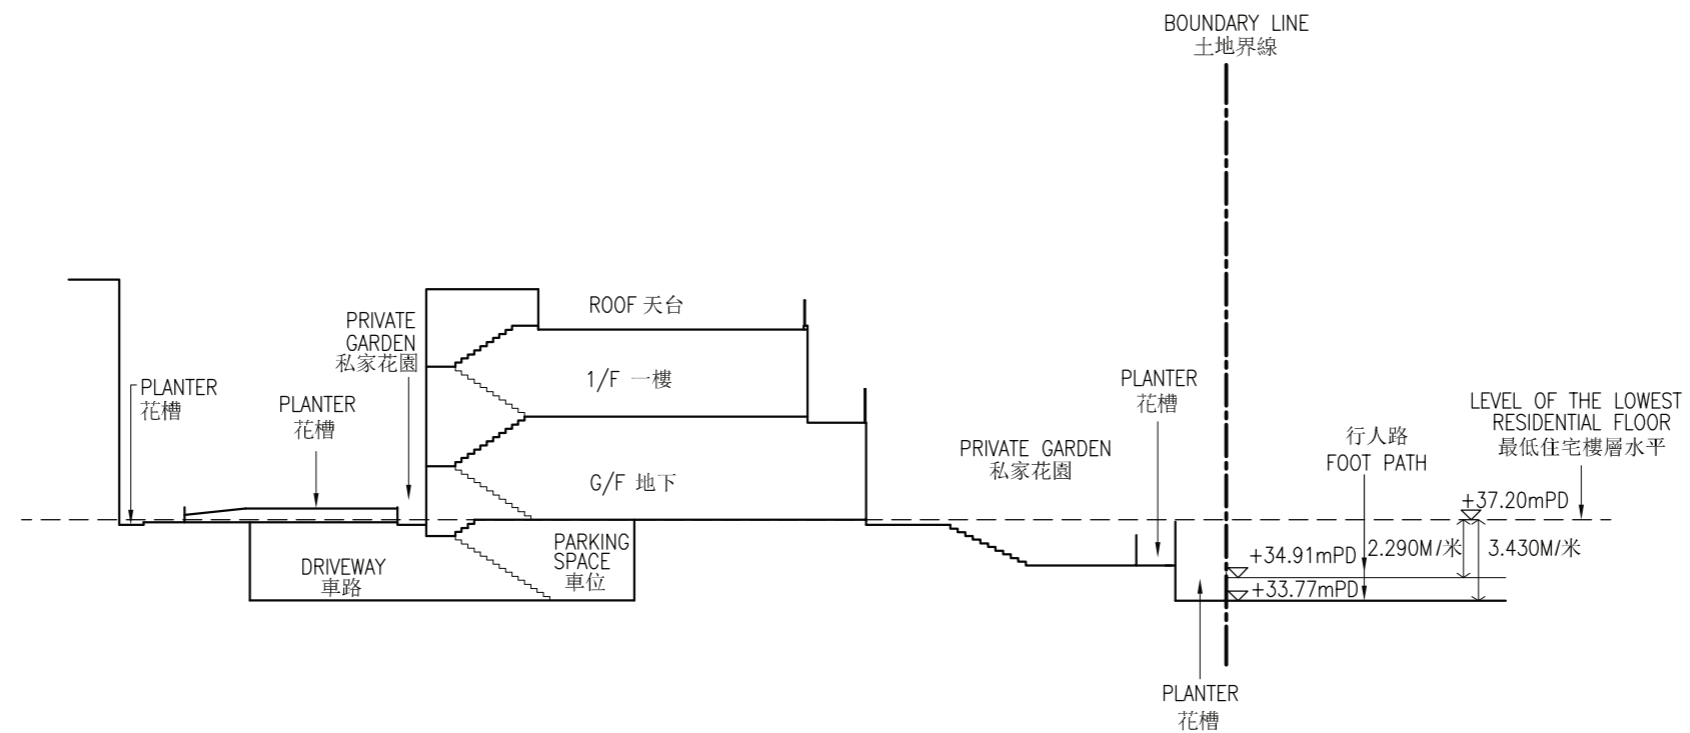 BOUNDARY LINE
土地界線
ROOF 天台
PRIVATE
GARDEN
私家花園
1/F 一樓
PLANTER
花槽
PLANTER
花槽
PLANTER
花槽
LEVEL OF THE LOWEST
RESIDENTIAL FLOOR
最低住宅樓層水平
行人路
FOOT PATH
PRIVATE GARDEN
私家花園
G/F 地下
+37.20mPD
PARKING
SPACE
車位
DRIVEWAY
車路
+34.91mPD
2.290M/米
3.430M/米
+33.77mPD
PLANTER
花槽